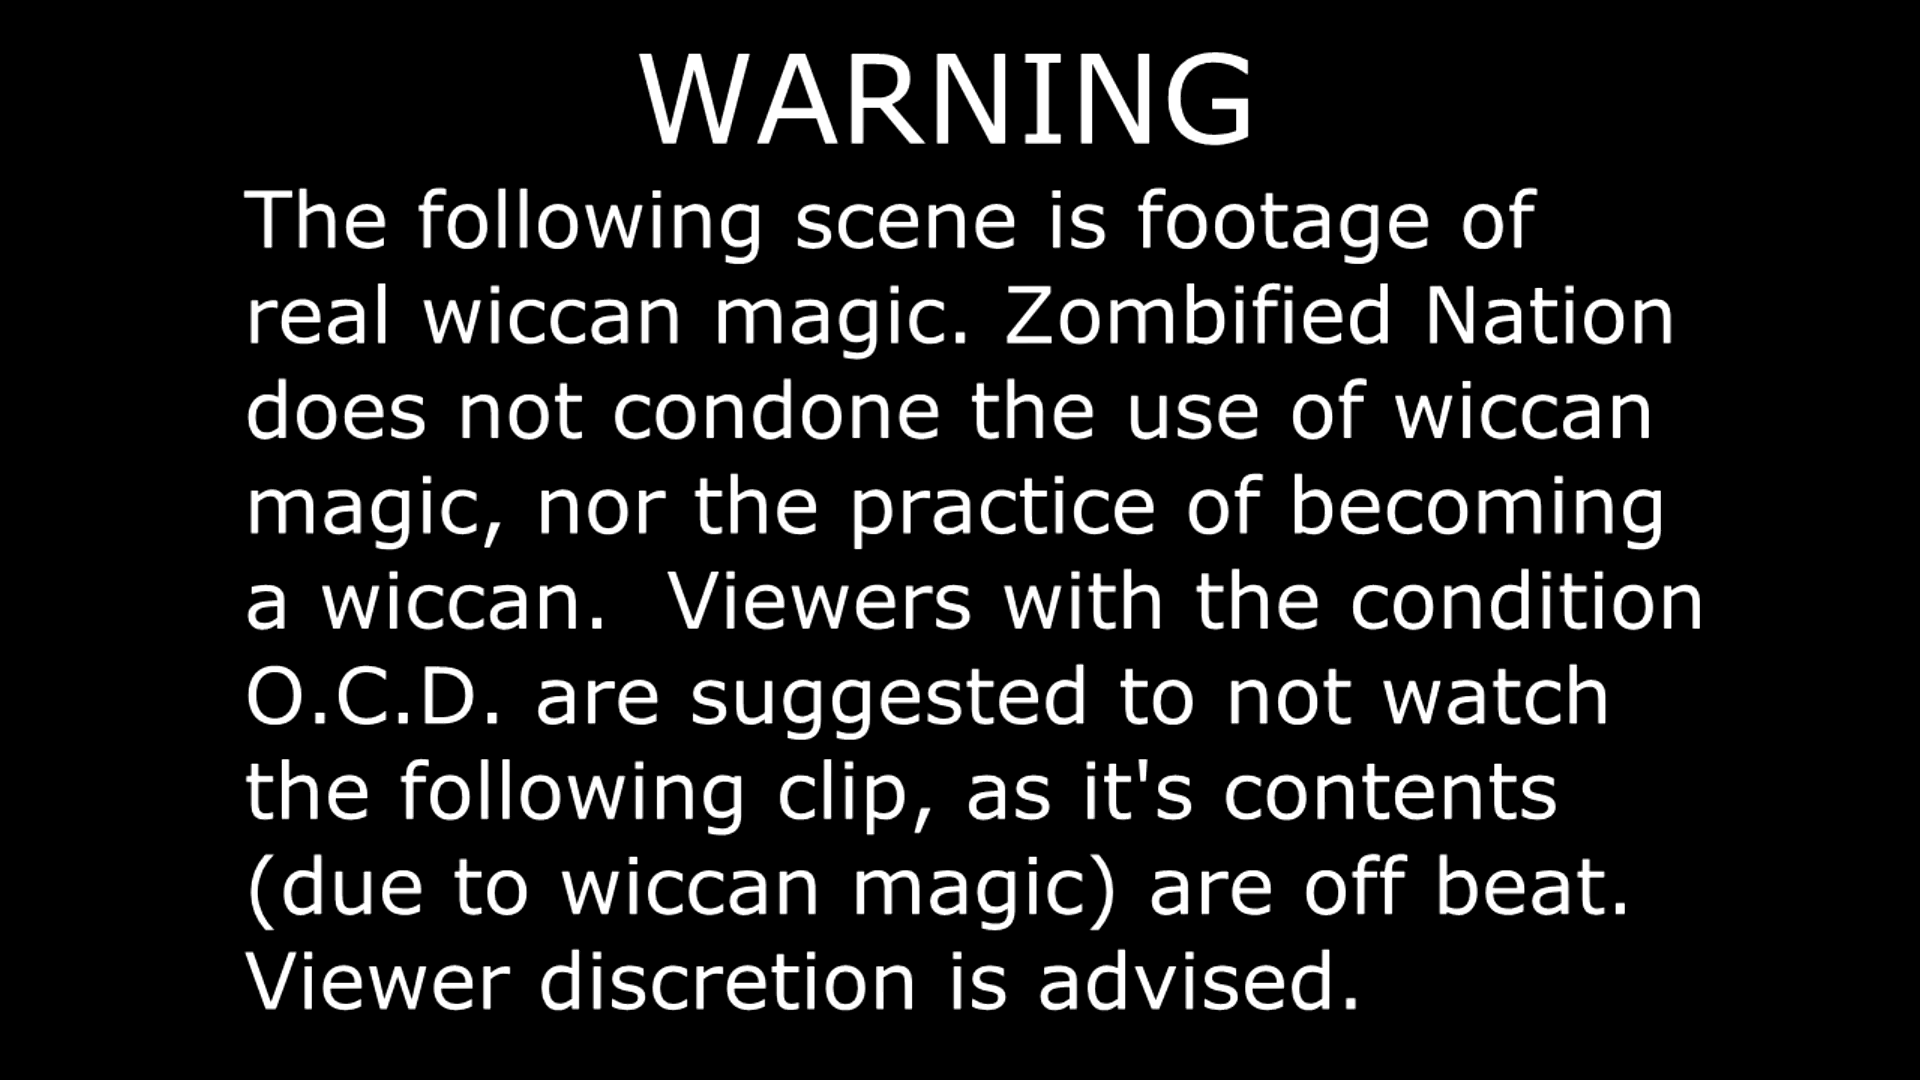 WARNING
The following scene is footage of
real wiccan magic. Zombified Nation
does not condone the use of wiccan
magic, nor the practice of becoming
a wiccan.  Viewers with the condition
O.C.D. are suggested to not watch
the following clip, as it's contents
(due to wiccan magic) are off beat.
Viewer discretion is advised.